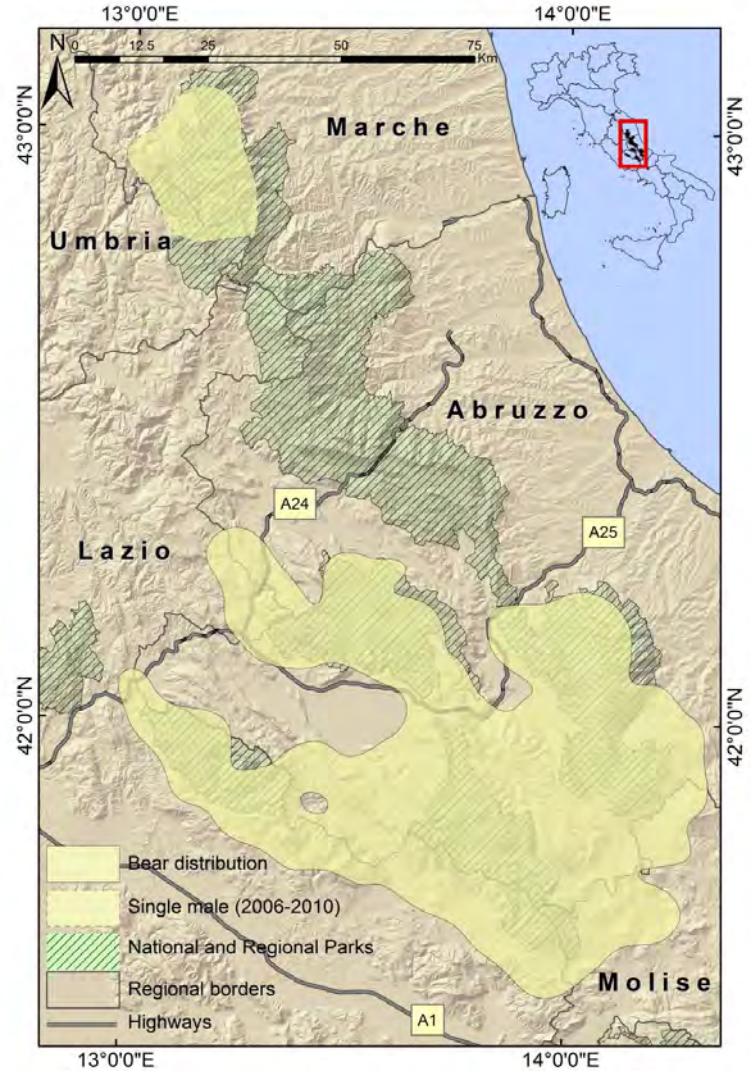 13°0'0"E 14°0'0"E
N
0 12.5 25 50 75
Km
43°0'0"N
43°0'0"N
Marche
Umbria
Abruzzo
A24
A25
Lazio
42°0'0"N
42°0'0"N
Bear distribution
Single male (2006-2010)
National and Regional Parks
Regional borders
Molise
Highways
A1
13°0'0"E 14°0'0"E